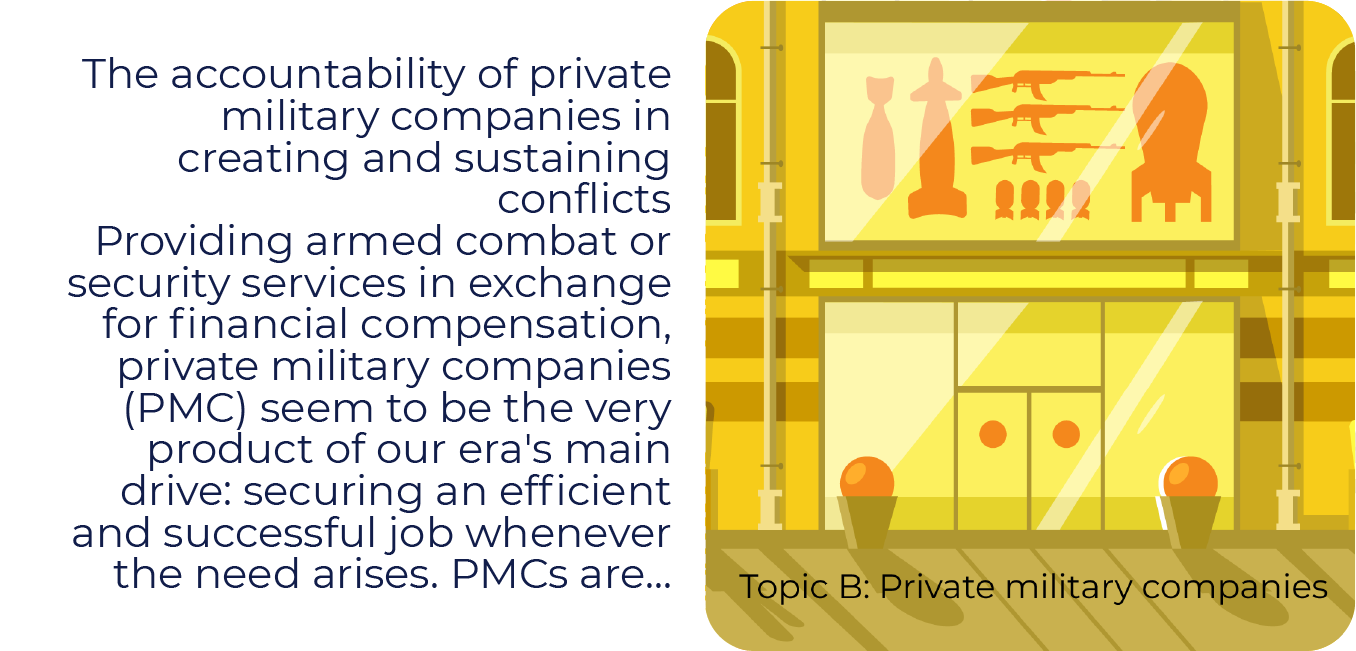 The accountability of private
military companies in
creating and sustaining
conflicts
Providing armed combat or
security services in exchange
for financial compensation,
private military companies
(PMC) seem to be the very
product of our era's main
drive: securing an efficient
and successful job whenever
the need arises. PMCs are...
Topic B: Private military companies